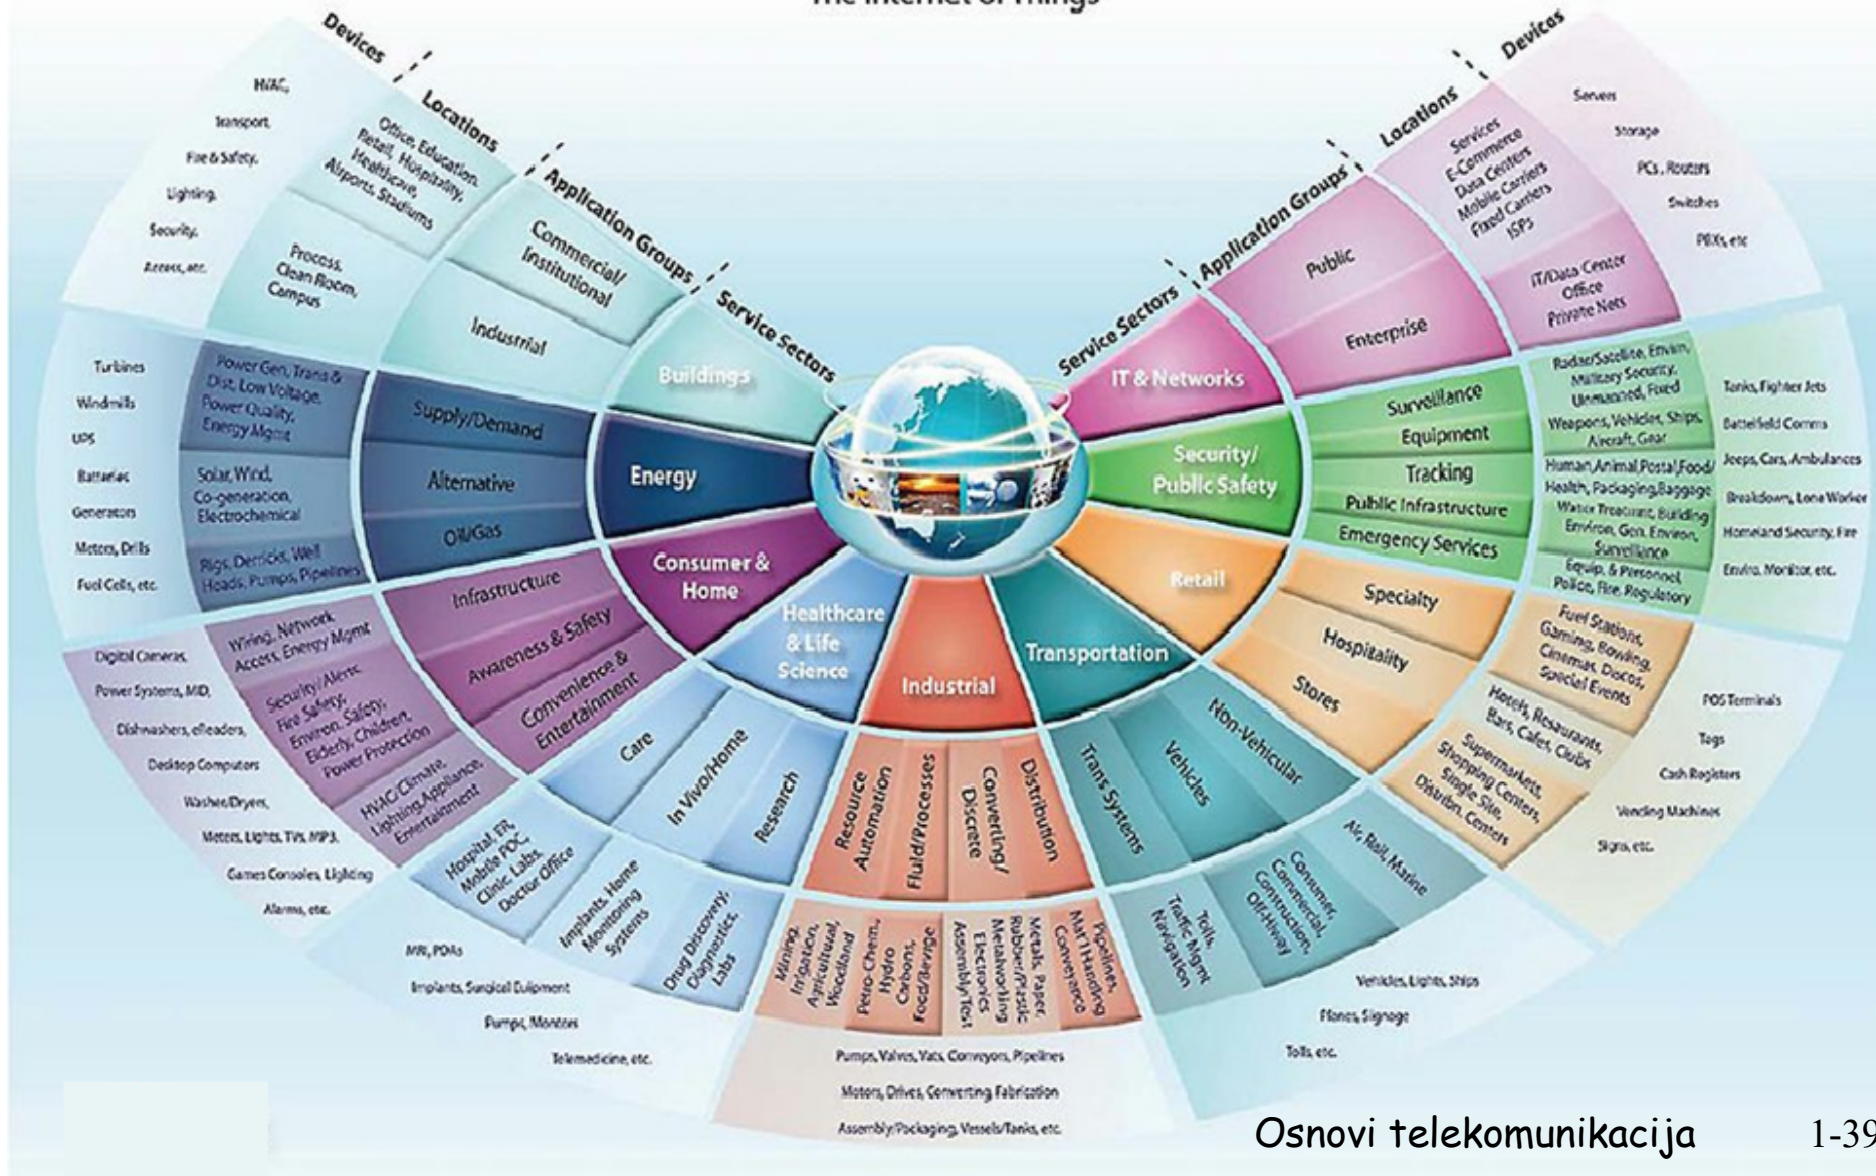 The Internet of Things
Devices
Locations
Application Groups
Service Sectors
Service Sectors
Application Groups
Locations
Devices
HVAC,
Transport,
Fire & Safety,
Lighting,
Security,
Access, etc.
Office, Education,
Retail, Hospitality,
Healthcare,
Airports, Stadiums
Process,
Clean Room,
Campus
Commercial/
Institutional
Industrial
Buildings
Turbines
Windmills
UPS
Batteries
Generators
Meters, Drills
Fuel Cells, etc.
Power Gen, Trans &
Dist, Low Voltage,
Power Quality,
Energy Mgmt
Solar, Wind,
Co-generation,
Electrochemical
Rigs, Derricks, Well
Heads, Pumps, Pipelines
Supply/Demand
Alternative
Oil/Gas
Energy
Digital Cameras,
Power Systems, MID,
Dishwashers, eReaders,
Desktop Computers
Washer/Dryers,
Meters, Lights, TVs, MP3,
Games Consoles, Lighting
Alarms, etc.
Wiring, Network
Access, Energy Mgmt
Security/Alerts
Fire Safety,
Environ. Safety,
Elderly, Children,
Power Protection
HVAC/Climate,
Lighting, Appliance,
Entertainment
Infrastructure
Awareness & Safety
Convenience &
Entertainment
Consumer &
Home
MRI, PDAs
Implants, Surgical Equipment
Pumps, Monitors
Telemedicine, etc.
Hospital, ER,
Mobile POC,
Clinic, Labs,
Doctor Office
Implants, Home
Monitoring
Systems
Drug Discovery,
Diagnostics,
Labs
Care
In Vivo/Home
Research
Healthcare
& Life
Science
Industrial
Resource
Automation
Fluid/Processes
Converting/
Discrete
Distribution
Mining,
Irrigation,
Agricultural,
Woodland
Petro-Chem.,
Hydro
Carbons,
Food/Bevrge
Metals, Paper,
Rubber/Plastic
Metalworking
Electronics
Assembly/Test
Pipelines,
Mat'l Handing
Conveyance
Pumps, Valves, Vats, Conveyors, Pipelines
Motors, Drives, Converting, Fabrication
Assembly/Packaging, Vessels/Tanks, etc.
Transportation
Trans Systems
Vehicles
Non-Vehicular
Tolls,
Traffic Mgmt
Navigation
Consumer,
Commercial,
Contruction,
Off-Hiway
Air, Rail, Marine
Vehicles, Lights, Ships
Planes, Signage
Tolls, etc.
Retail
Specialty
Hospitality
Stores
Fuel Stations,
Gaming, Bowling,
Cinemas, Discos,
Special Events
Hotels, Resaurants,
Bars, Cafes, Clubs
Supermarkets,
Shopping Centers,
Single Site,
Distribn, Centers
POS Terminals
Tags
Cash Registers
Vending Machines
Signs, etc.
Security/
Public Safety
Surveillance
Equipment
Tracking
Public Infrastructure
Emergency Services
Radar/Satellite, Envirn,
Military Security,
Unmanned, Fixed
Weapons, Vehicles, Ships,
Aircraft, Gear
Human, Animal, Postal, Food/
Health, Packaging, Baggage
Water Treatmnt, Building
Environ, Gen. Environ,
Surveillance
Equip. & Personnel,
Police, Fire, Regulatory
Tanks, Fighter Jets
Battelfield Comms
Jeeps, Cars, Ambulances
Breakdown, Lone Worker
Homeland Security, Fire
Enviro. Monitor, etc.
IT & Networks
Public
Enterprise
Services
E-Commerce
Data Centers
Mobile Carriers
Fixed Carriers
ISPs
IT/Data Center
Office
Private Nets
Servers
Storage
PCs, Routers
Switches
PBXs, etc
Osnovi telekomunikacija
1-39